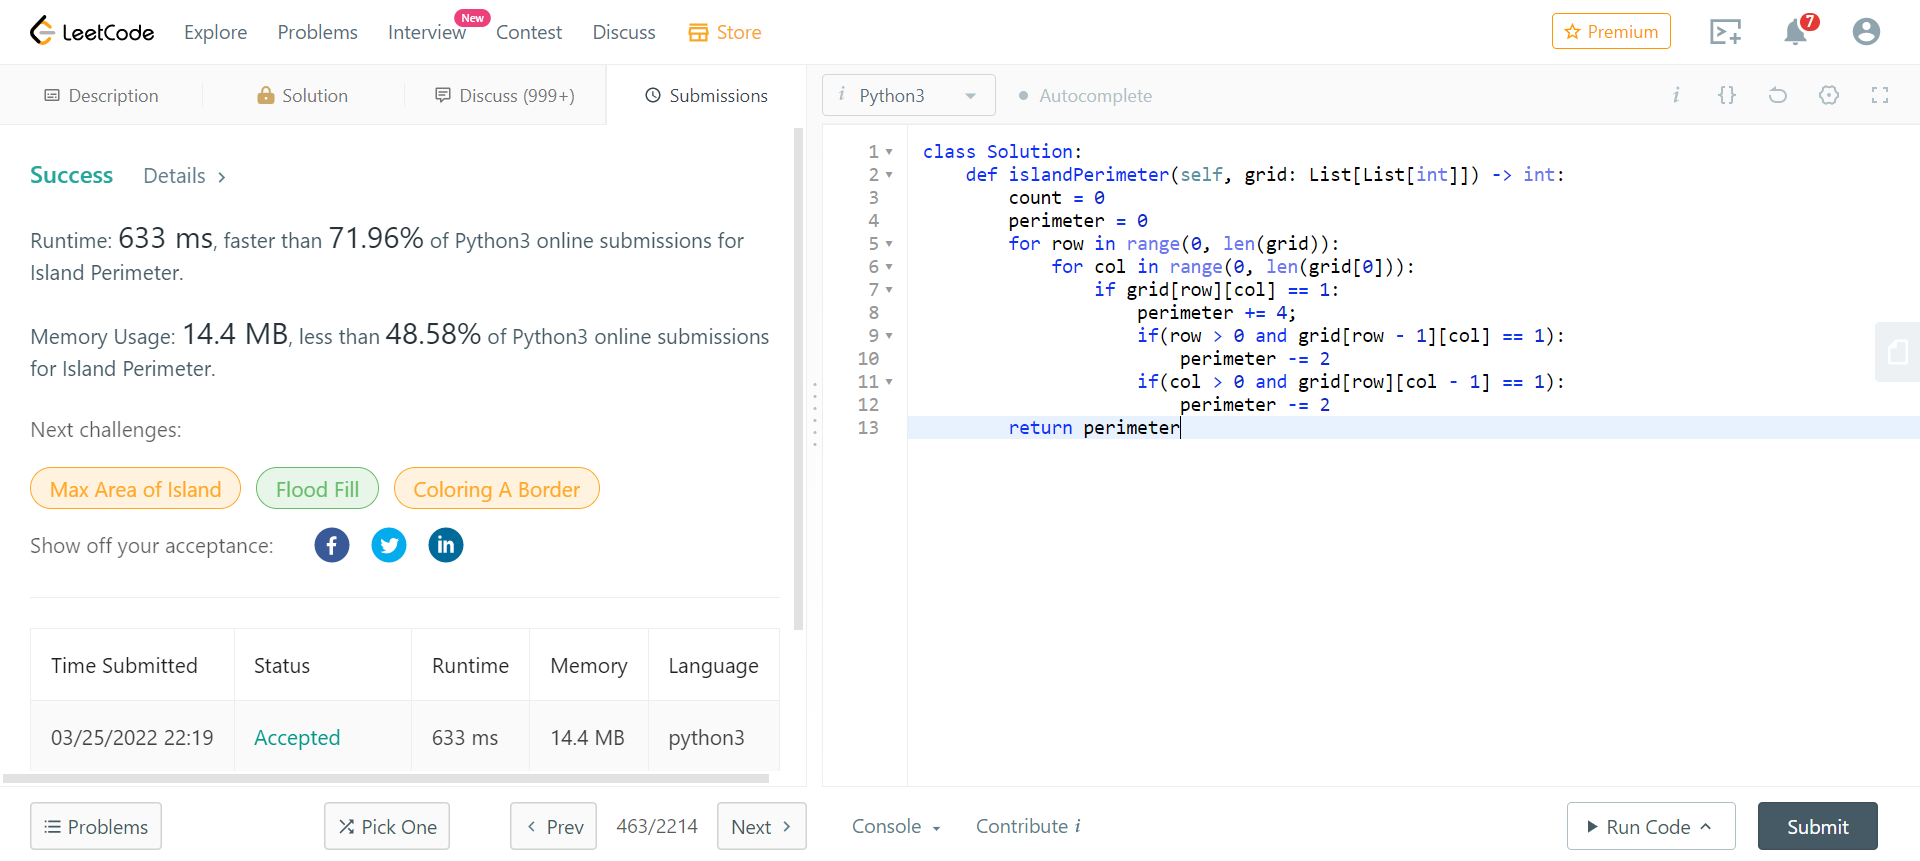 LeetCode Explore Problems Interview New Contest Discuss Store Premium 7
Description Solution Discuss (999+) Submissions
i Python3 Autocomplete i {}
Success Details >
Runtime: 633 ms, faster than 71.96% of Python3 online submissions for
Island Perimeter.
Memory Usage: 14.4 MB, less than 48.58% of Python3 online submissions
for Island Perimeter.
Next challenges:
Max Area of Island Flood Fill Coloring A Border
Show off your acceptance: f in
Time Submitted Status Runtime Memory Language
03/25/2022 22:19 Accepted 633 ms 14.4 MB python3
1 class Solution:
2     def islandPerimeter(self, grid: List[List[int]]) -> int:
3         count = 0
4         perimeter = 0
5         for row in range(0, len(grid)):
6             for col in range(0, len(grid[0])):
7                 if grid[row][col] == 1:
8                     perimeter += 4;
9                     if(row > 0 and grid[row - 1][col] == 1):
10                         perimeter -= 2
11                     if(col > 0 and grid[row][col - 1] == 1):
12                         perimeter -= 2
13         return perimeter
Problems Pick One < Prev 463/2214 Next > Console Contribute i Run Code Submit